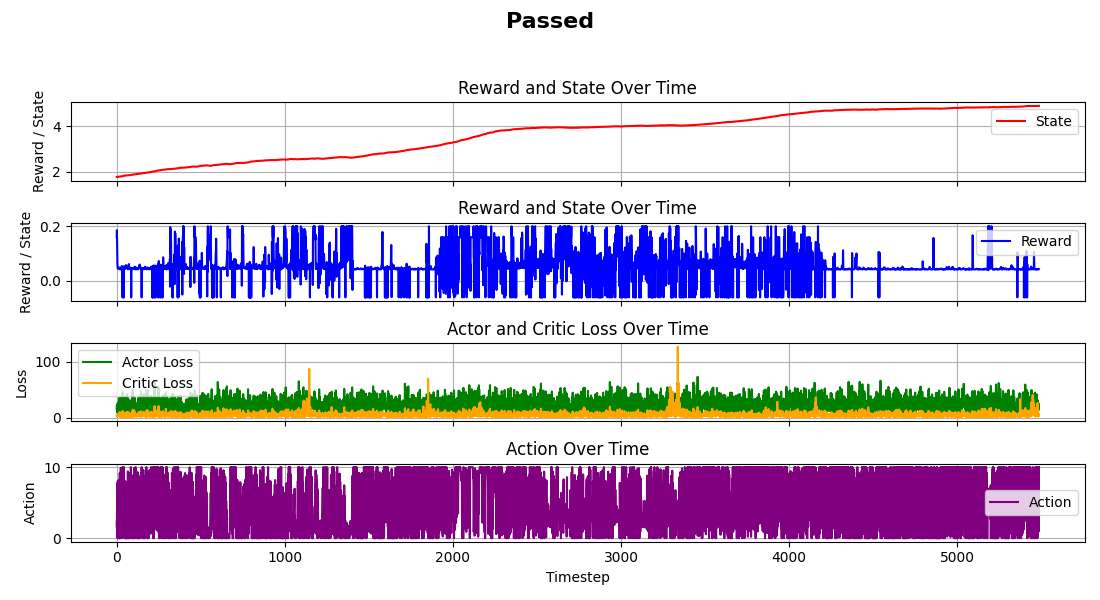 Passed
Reward and State Over Time
Reward / State
4
2
State
Reward and State Over Time
Reward / State
0.2
0.0
Reward
Actor and Critic Loss Over Time
Loss
100
0
Actor Loss
Critic Loss
Action Over Time
Action
10
0
Action
0 1000 2000 3000 4000 5000
Timestep